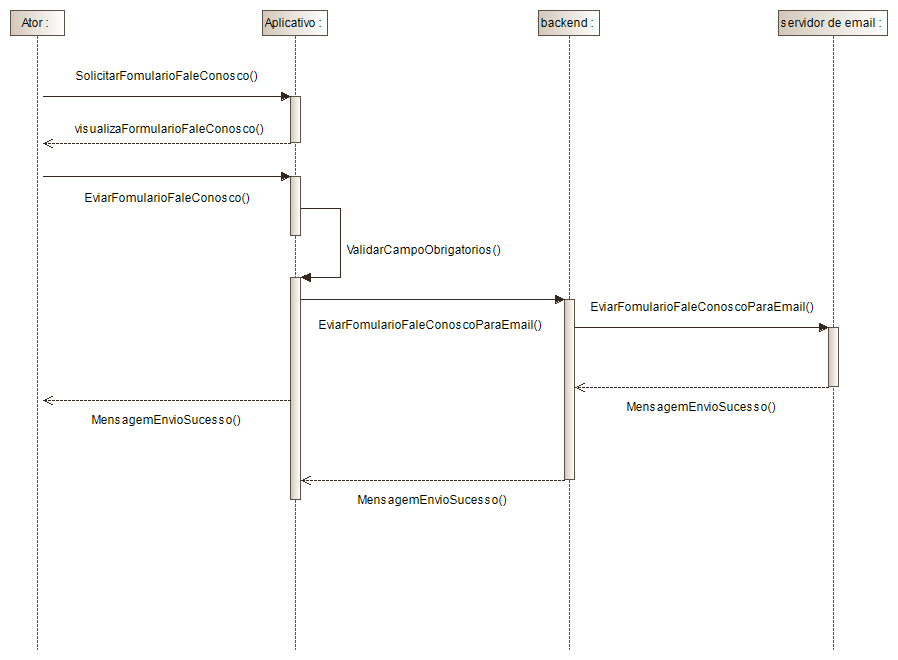 Ator :
Aplicativo :
backend :
servidor de email :
SolicitarFomularioFaleConosco()
visualizaFormularioFaleConosco()
EviarFomularioFaleConosco()
ValidarCampoObrigatorios()
EviarFomularioFaleConoscoParaEmail()
EviarFomularioFaleConoscoParaEmail()
MensagemEnvioSucesso()
MensagemEnvioSucesso()
MensagemEnvioSucesso()